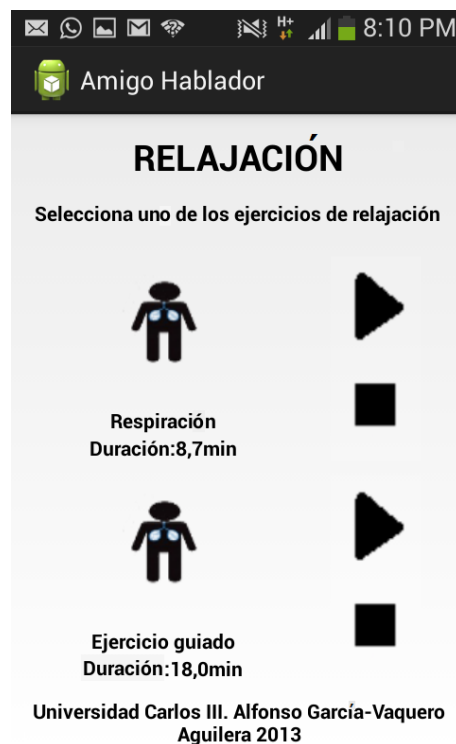 H+ 8:10 PM
Amigo Hablador
RELAJACIÓN
Selecciona uno de los ejercicios de relajación
Respiración
Duración:8,7min
Ejercicio guiado
Duración:18,0min
Universidad Carlos III. Alfonso García-Vaquero
Aguilera 2013